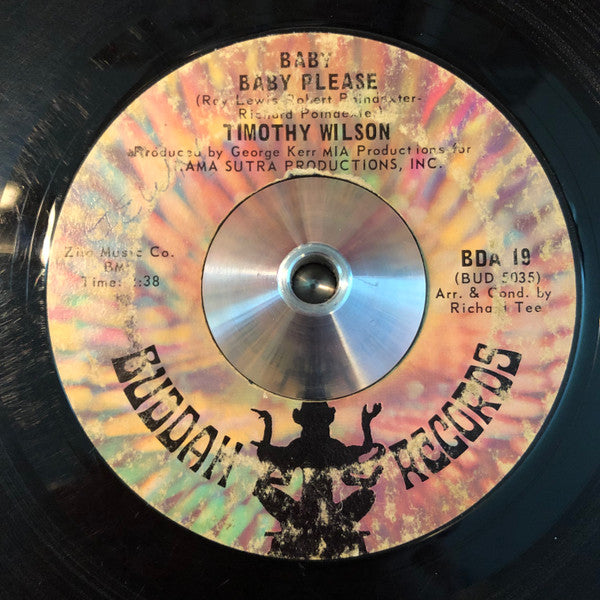 BABY
BABY PLEASE
(Roy Lewis-Robert Poindexter-
Richard Poindexter)
TIMOTHY WILSON
Produced by George Kerr MIA Productions for
KAMA SUTRA PRODUCTIONS, INC.
Music Co.
BMI
Time: :38
BDA 19
(BUD 5035)
Arr. & Cond. by
Richard Tee
BUDDAH RECORDS